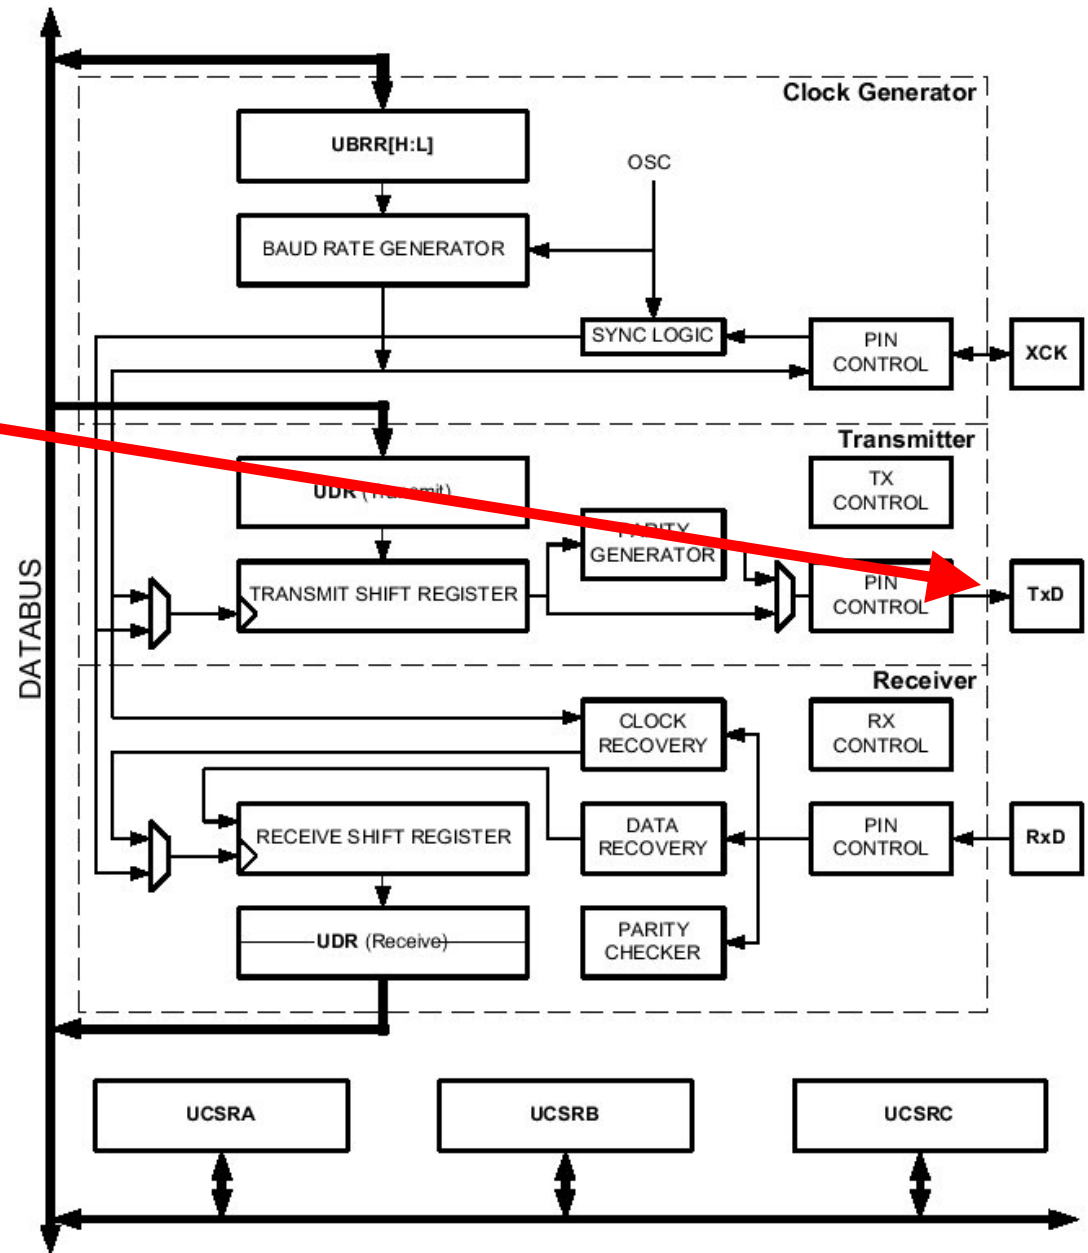 Clock Generator
UBRR[H:L]
OSC
BAUD RATE GENERATOR
SYNC LOGIC
PIN
CONTROL
XCK
Transmitter
TX
CONTROL
UDR (Transmit)
PARITY
GENERATOR
TRANSMIT SHIFT REGISTER
PIN
CONTROL
TxD
DATABUS
Receiver
CLOCK
RECOVERY
RX
CONTROL
RECEIVE SHIFT REGISTER
DATA
RECOVERY
PIN
CONTROL
RxD
UDR (Receive)
PARITY
CHECKER
UCSRA
UCSRB
UCSRC